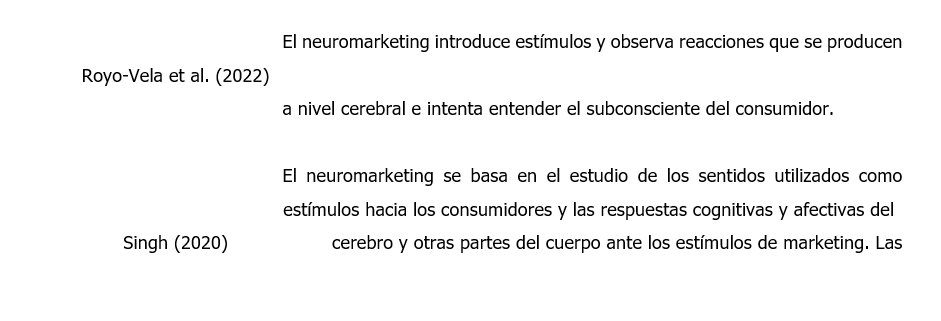 El neuromarketing introduce estímulos y observa reacciones que se producen
Royo-Vela et al. (2022)
a nivel cerebral e intenta entender el subconsciente del consumidor.
El neuromarketing se basa en el estudio de los sentidos utilizados como
estímulos hacia los consumidores y las respuestas cognitivas y afectivas del
Singh (2020) cerebro y otras partes del cuerpo ante los estímulos de marketing. Las